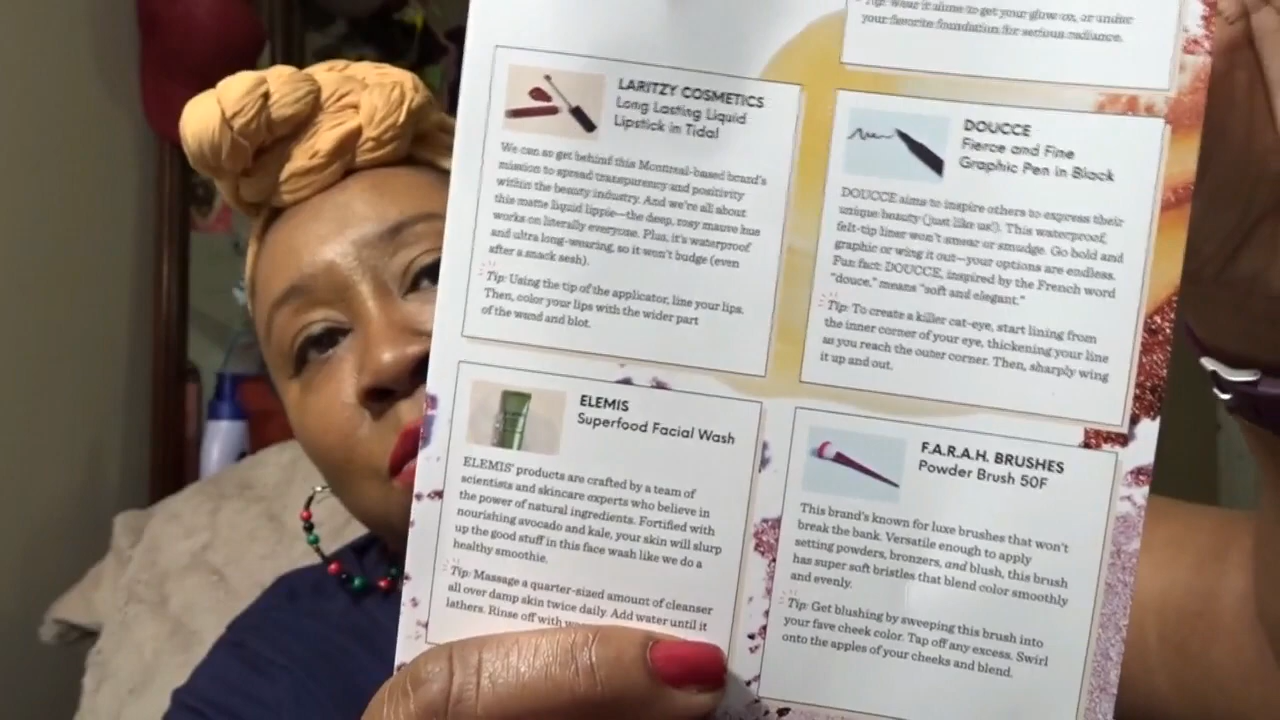 Tip: Wear it alone to get your glow on, or under
your favorite foundation for serious radiance.
LARITZY COSMETICS
Long Lasting Liquid
Lipstick in Tidal
We can so get behind this Montreal-based brand's
mission to spread transparency and positivity
within the beauty industry. And we're all about
this matte liquid lippie—the deep, rosy mauve hue
works on literally everyone. Plus, it's waterproof
and ultra long-wearing, so it won't budge (even
after a snack sesh).
Tip: Using the tip of the applicator, line your lips.
Then, color your lips with the wider part
of the wand and blot.
DOUCCE
Fierce and Fine
Graphic Pen in Black
DOUCCE aims to inspire others to express their
unique beauty (just like us!). This waterproof,
felt-tip liner won't smear or smudge. Go bold and
graphic or wing it out—your options are endless.
Fun fact: DOUCCE, inspired by the French word
"douce," means "soft and elegant."
Tip: To create a killer cat-eye, start lining from
the inner corner of your eye, thickening your line
as you reach the outer corner. Then, sharply wing
it up and out.
ELEMIS
Superfood Facial Wash
ELEMIS' products are crafted by a team of
scientists and skincare experts who believe in
the power of natural ingredients. Fortified with
nourishing avocado and kale, your skin will slurp
up the good stuff in this face wash like we do a
healthy smoothie.
Tip: Massage a quarter-sized amount of cleanser
all over damp skin twice daily. Add water until it
lathers. Rinse off with
F.A.R.A.H. BRUSHES
Powder Brush 50F
This brand's known for luxe brushes that won't
break the bank. Versatile enough to apply
setting powders, bronzers, and blush, this brush
has super soft bristles that blend color smoothly
and evenly.
Tip: Get blushing by sweeping this brush into
your fave cheek color. Tap off any excess. Swirl
onto the apples of your cheeks and blend.